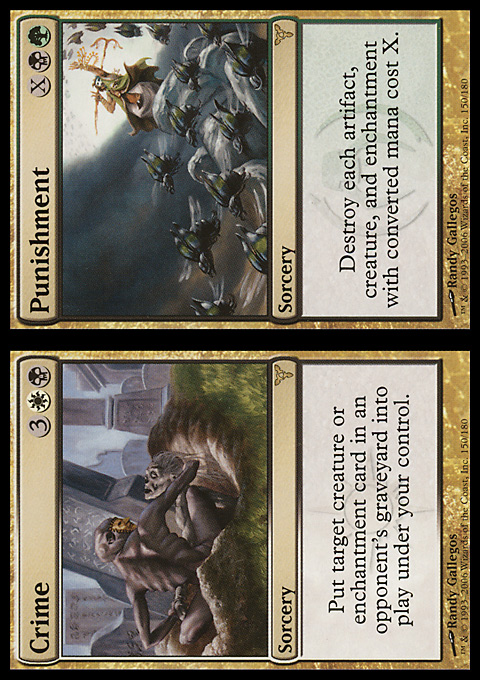 Crime 3
Sorcery
Put target creature or
enchantment card in an
opponent's graveyard into
play under your control.
Randy Gallegos
™ & © 1993–2006 Wizards of the Coast, Inc. 150/180
Punishment X
Sorcery
Destroy each artifact,
creature, and enchantment
with converted mana cost X.
Randy Gallegos
™ & © 1993–2006 Wizards of the Coast, Inc. 150/180